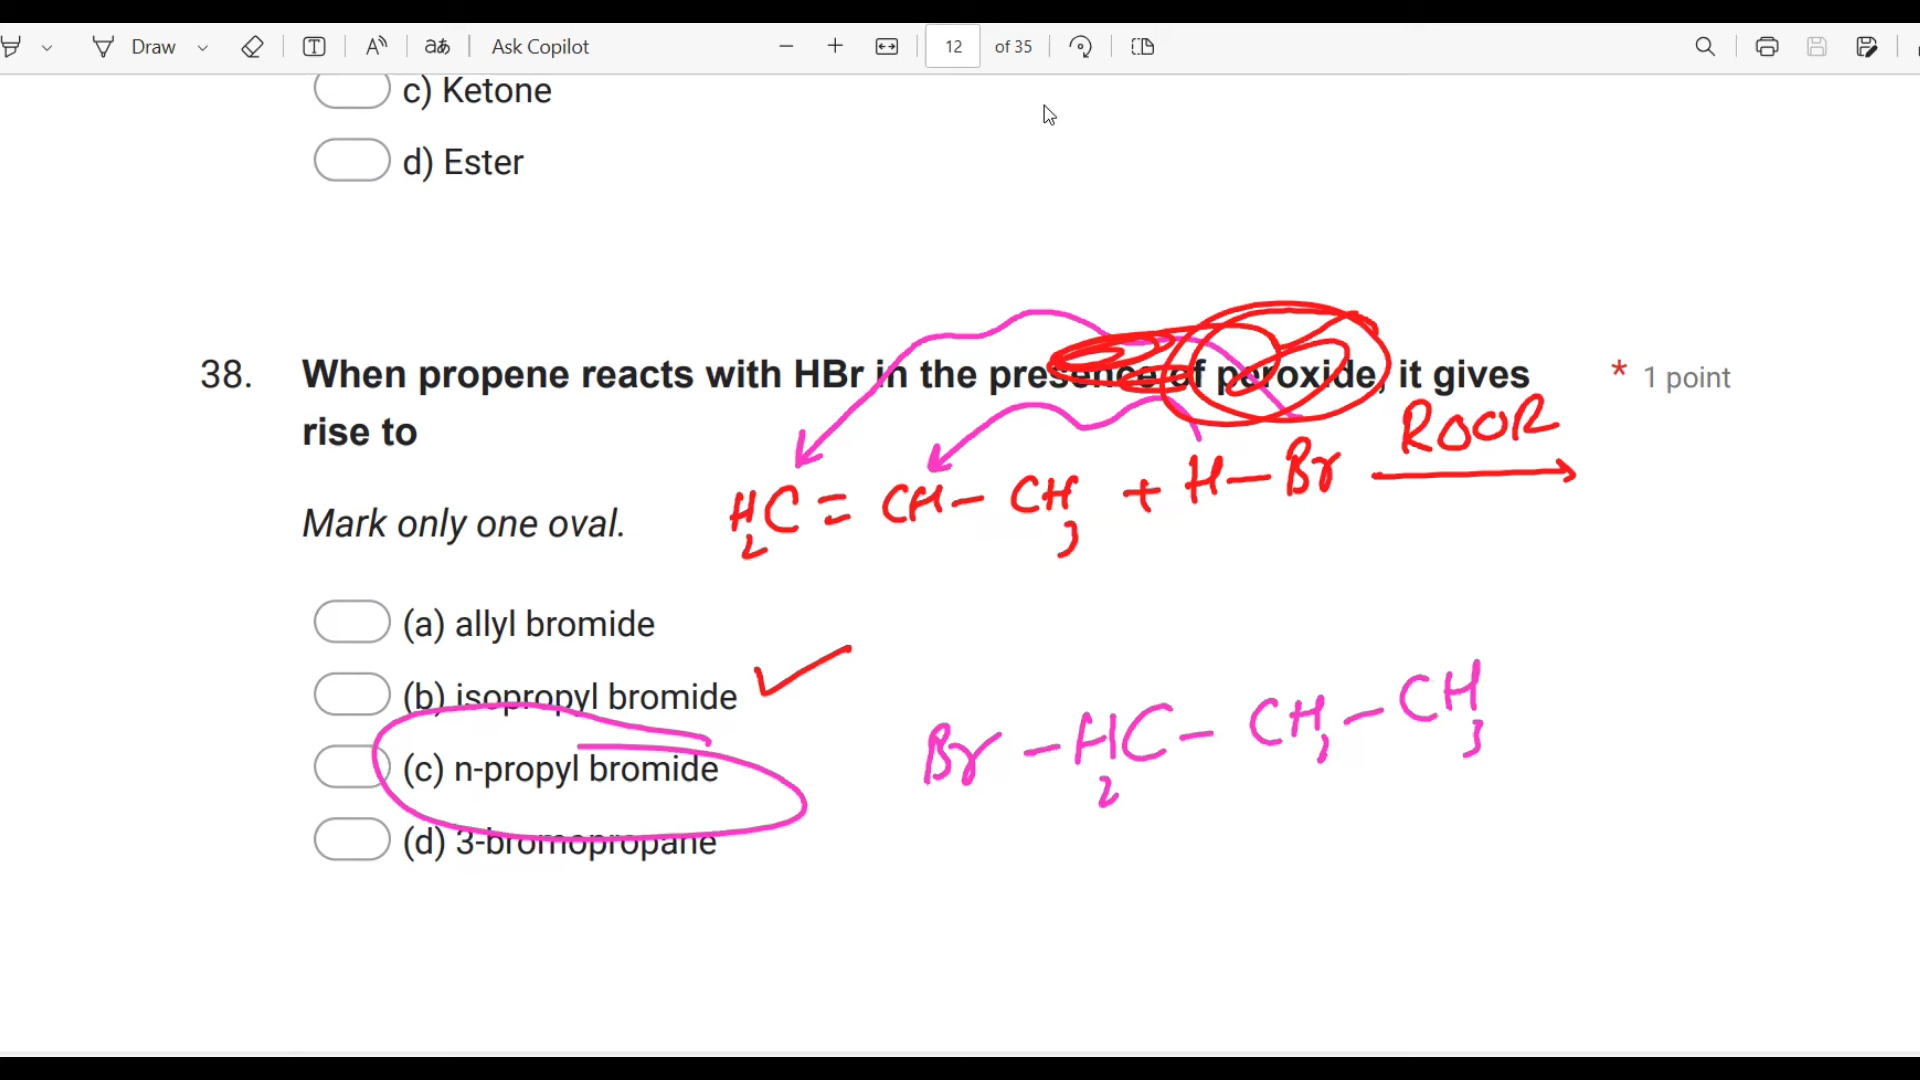 Draw
aあ
Ask Copilot
12 of 35
c) Ketone
d) Ester
38. When propene reacts with HBr in the presence of peroxide, it gives * 1 point
rise to
ROOR
H2C = CH - CH3 + H - Br
Mark only one oval.
(a) allyl bromide
(b) isopropyl bromide
Br - H2C - CH2 - CH3
(c) n-propyl bromide
(d) 3-bromopropane